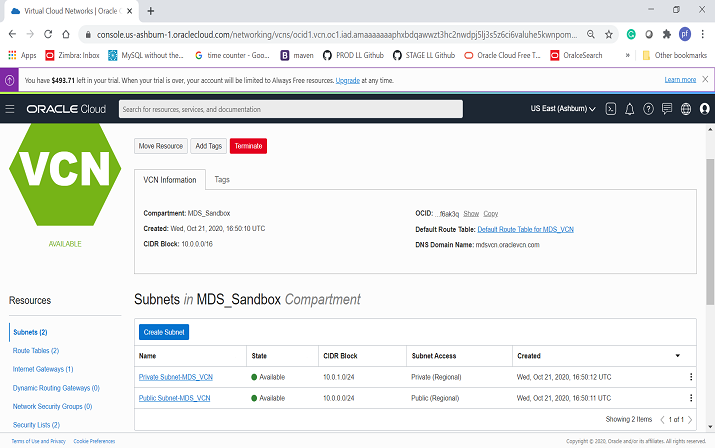 Virtual Cloud Networks | Oracle C
console.us-ashburn-1.oraclecloud.com/networking/vcns/ocid1.vcn.oc1.iad.amaaaaaaaphxbdqawwzt3hc2nwdpj5lj3s5z6ci6valuhe5kwnpom...
pf
Apps
Zimbra: Inbox
MySQL without the...
time counter - Goo...
maven
PROD LL Github
STAGE LL Github
Oracle Cloud Free T...
OralceSearch
»
Other bookmarks
You have $493.71 left in your trial. When your trial is over, your account will be limited to Always Free resources. Upgrade at any time.
Learn more
ORACLE Cloud
Search for resources, services, and documentation
US East (Ashburn)
VCN
AVAILABLE
Move Resource
Add Tags
Terminate
VCN Information
Tags
Compartment: MDS_Sandbox
Created: Wed, Oct 21, 2020, 16:50:10 UTC
CIDR Block: 10.0.0.0/16
OCID: ...f6sk3q Show Copy
Default Route Table: Default Route Table for MDS_VCN
DNS Domain Name: mdsvcn.oraclevcn.com
Resources
Subnets (2)
Route Tables (2)
Internet Gateways (1)
Dynamic Routing Gateways (0)
Network Security Groups (0)
Security Lists (2)
Subnets in MDS_Sandbox Compartment
Create Subnet
Name State CIDR Block Subnet Access Created
Private Subnet-MDS_VCN Available 10.0.1.0/24 Private (Regional) Wed, Oct 21, 2020, 16:50:12 UTC
Public Subnet-MDS_VCN Available 10.0.0.0/24 Public (Regional) Wed, Oct 21, 2020, 16:50:11 UTC
Showing 2 Items < 1 of 1 >
Terms of Use and Privacy
Cookie Preferences
Copyright © 2020, Oracle and/or its affiliates. All rights reserved.